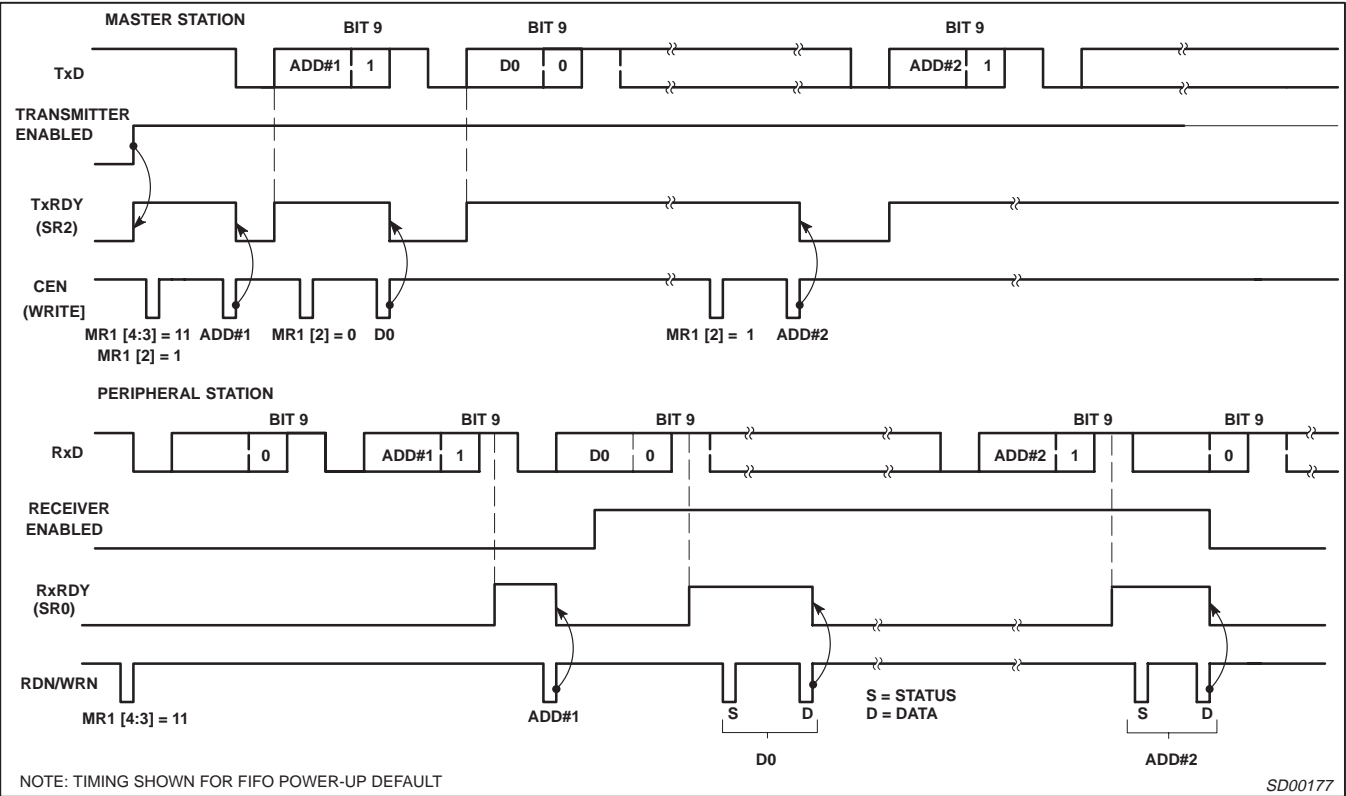 MASTER STATION
BIT 9 BIT 9 BIT 9
TxD
ADD#1 1 D0 0 ADD#2 1
TRANSMITTER
ENABLED
TxRDY
(SR2)
CEN
(WRITE]
MR1 [4:3] = 11 ADD#1 MR1 [2] = 0 D0 MR1 [2] = 1 ADD#2
MR1 [2] = 1
PERIPHERAL STATION
BIT 9 BIT 9 BIT 9 BIT 9 BIT 9
RxD
0 ADD#1 1 D0 0 ADD#2 1 0
RECEIVER
ENABLED
RxRDY
(SR0)
RDN/WRN
MR1 [4:3] = 11 ADD#1 S D S = STATUS S D
D = DATA
D0 ADD#2
NOTE: TIMING SHOWN FOR FIFO POWER-UP DEFAULT
SD00177